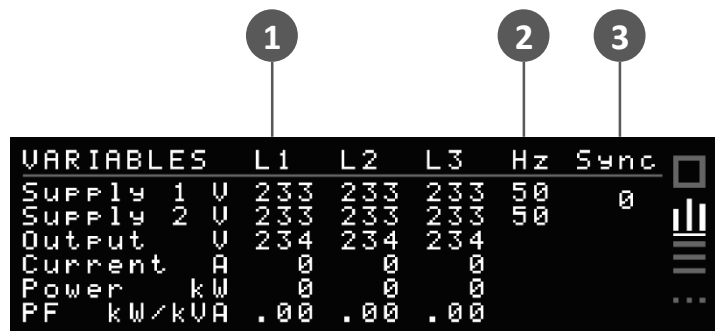 1 2 3
VARIABLES L1 L2 L3 Hz Sync
Supply 1 V 233 233 233 50 0
Supply 2 V 233 233 233 50
Output V 234 234 234
Current A 0 0 0
Power kW 0 0 0
PF kW/kVA .00 .00 .00